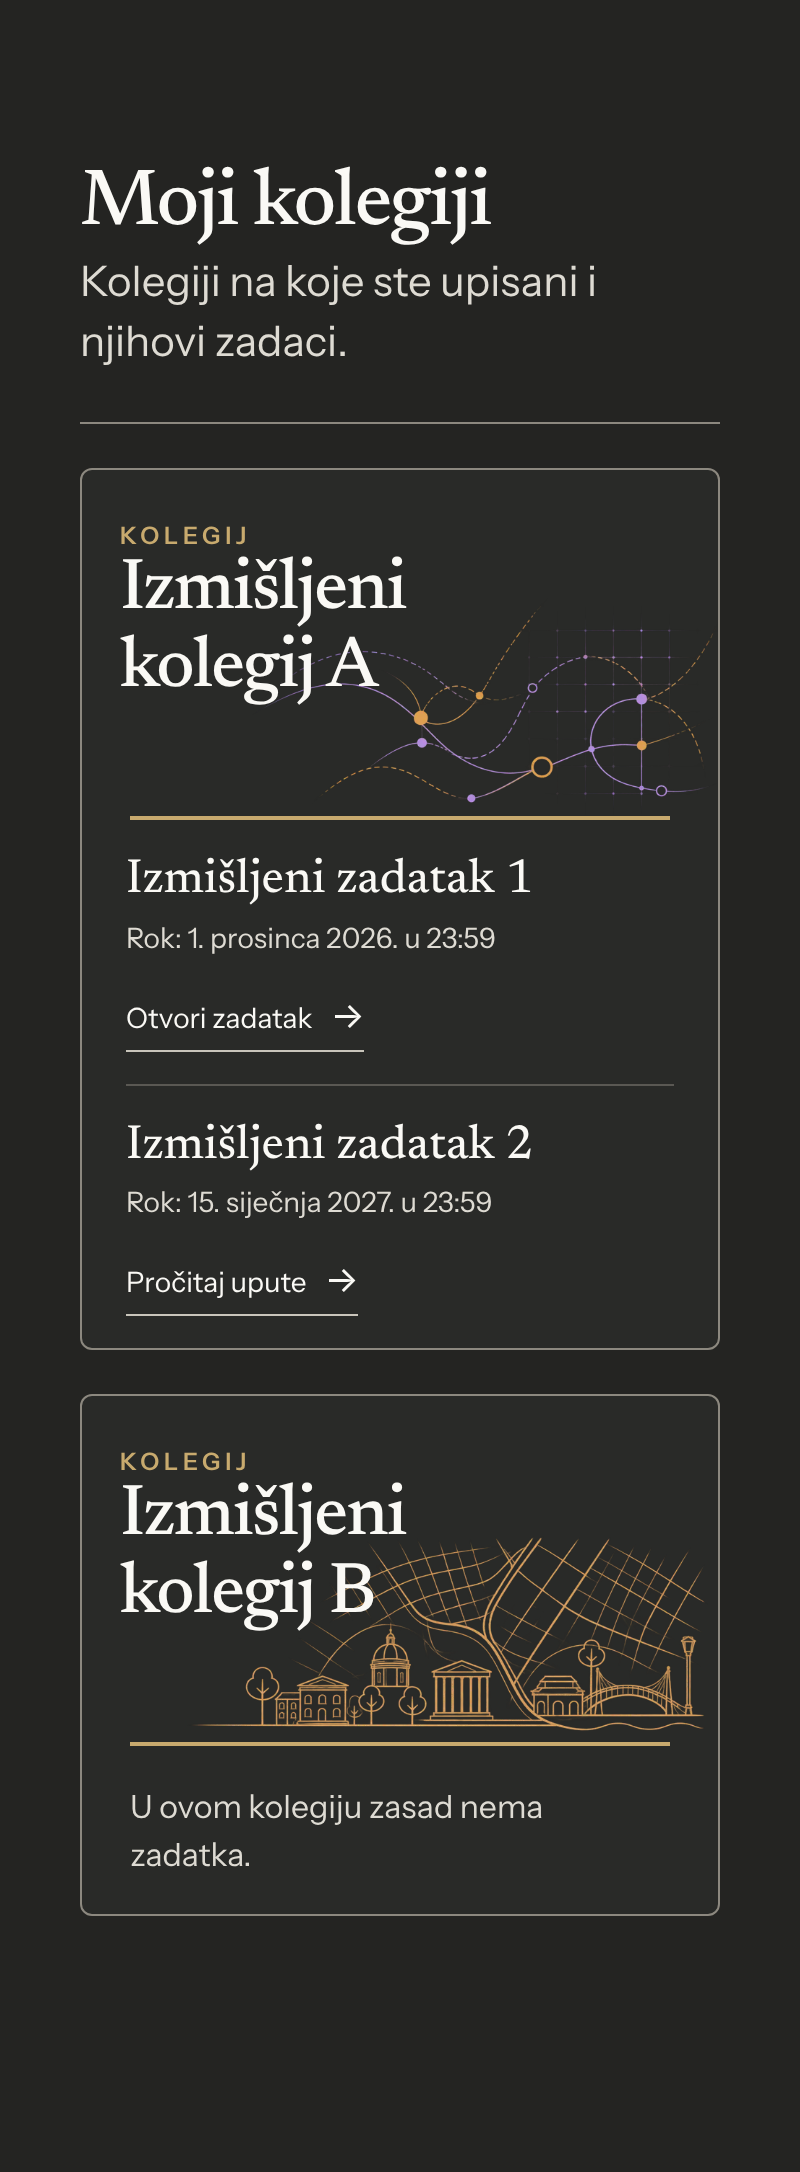 Moji kolegiji
Kolegiji na koje ste upisani i
njihovi zadaci.
KOLEGIJ
Izmišljeni
kolegij A
Izmišljeni zadatak 1
Rok: 1. prosinca 2026. u 23:59
Otvori zadatak →
Izmišljeni zadatak 2
Rok: 15. siječnja 2027. u 23:59
Pročitaj upute →
KOLEGIJ
Izmišljeni
kolegij B
U ovom kolegiju zasad nema
zadatka.